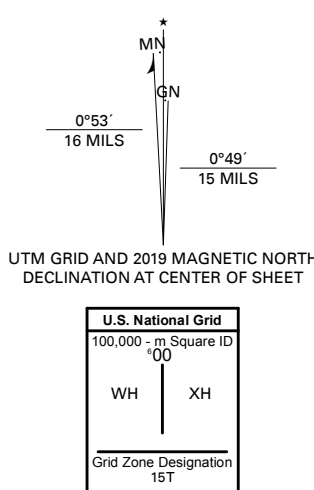 ★
MN
GN
0°53´
16 MILS
0°49´
15 MILS
UTM GRID AND 2019 MAGNETIC NORTH
DECLINATION AT CENTER OF SHEET
U.S. National Grid
100,000 - m Square ID
⁶00
WH XH
Grid Zone Designation
15T